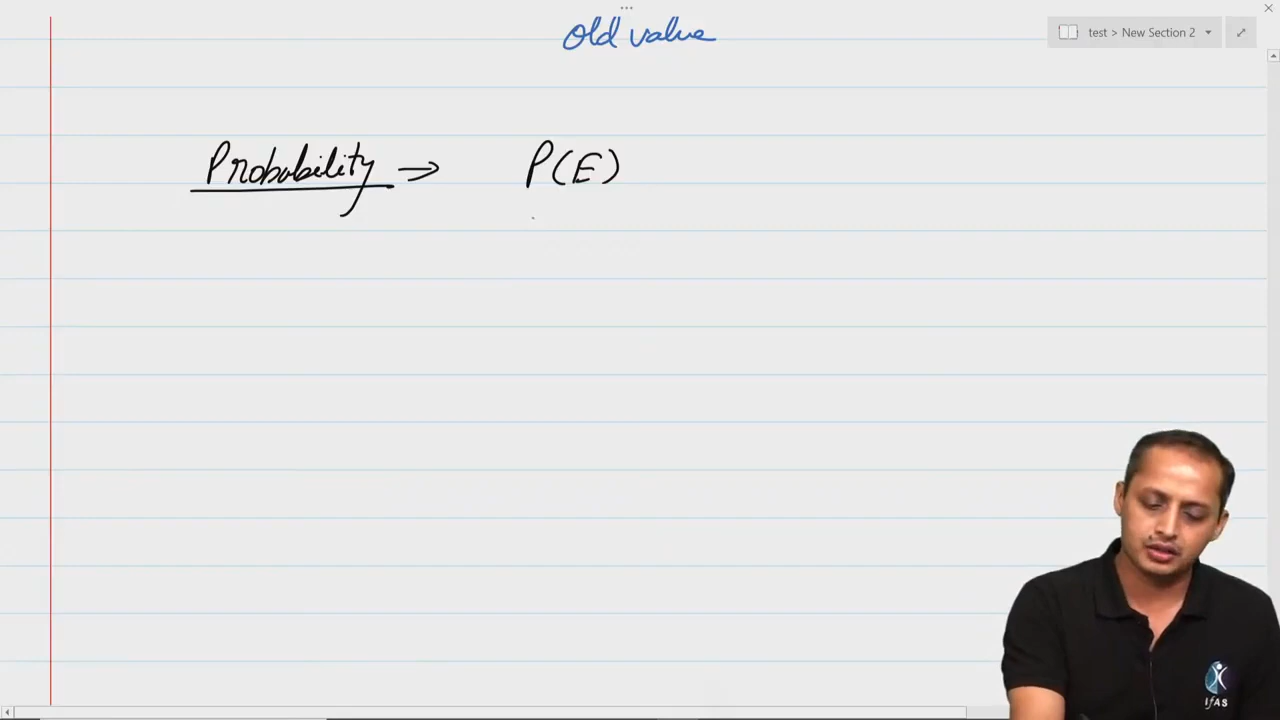 old value
test > New Section 2
Probability ⇒ P(E)
IFAS